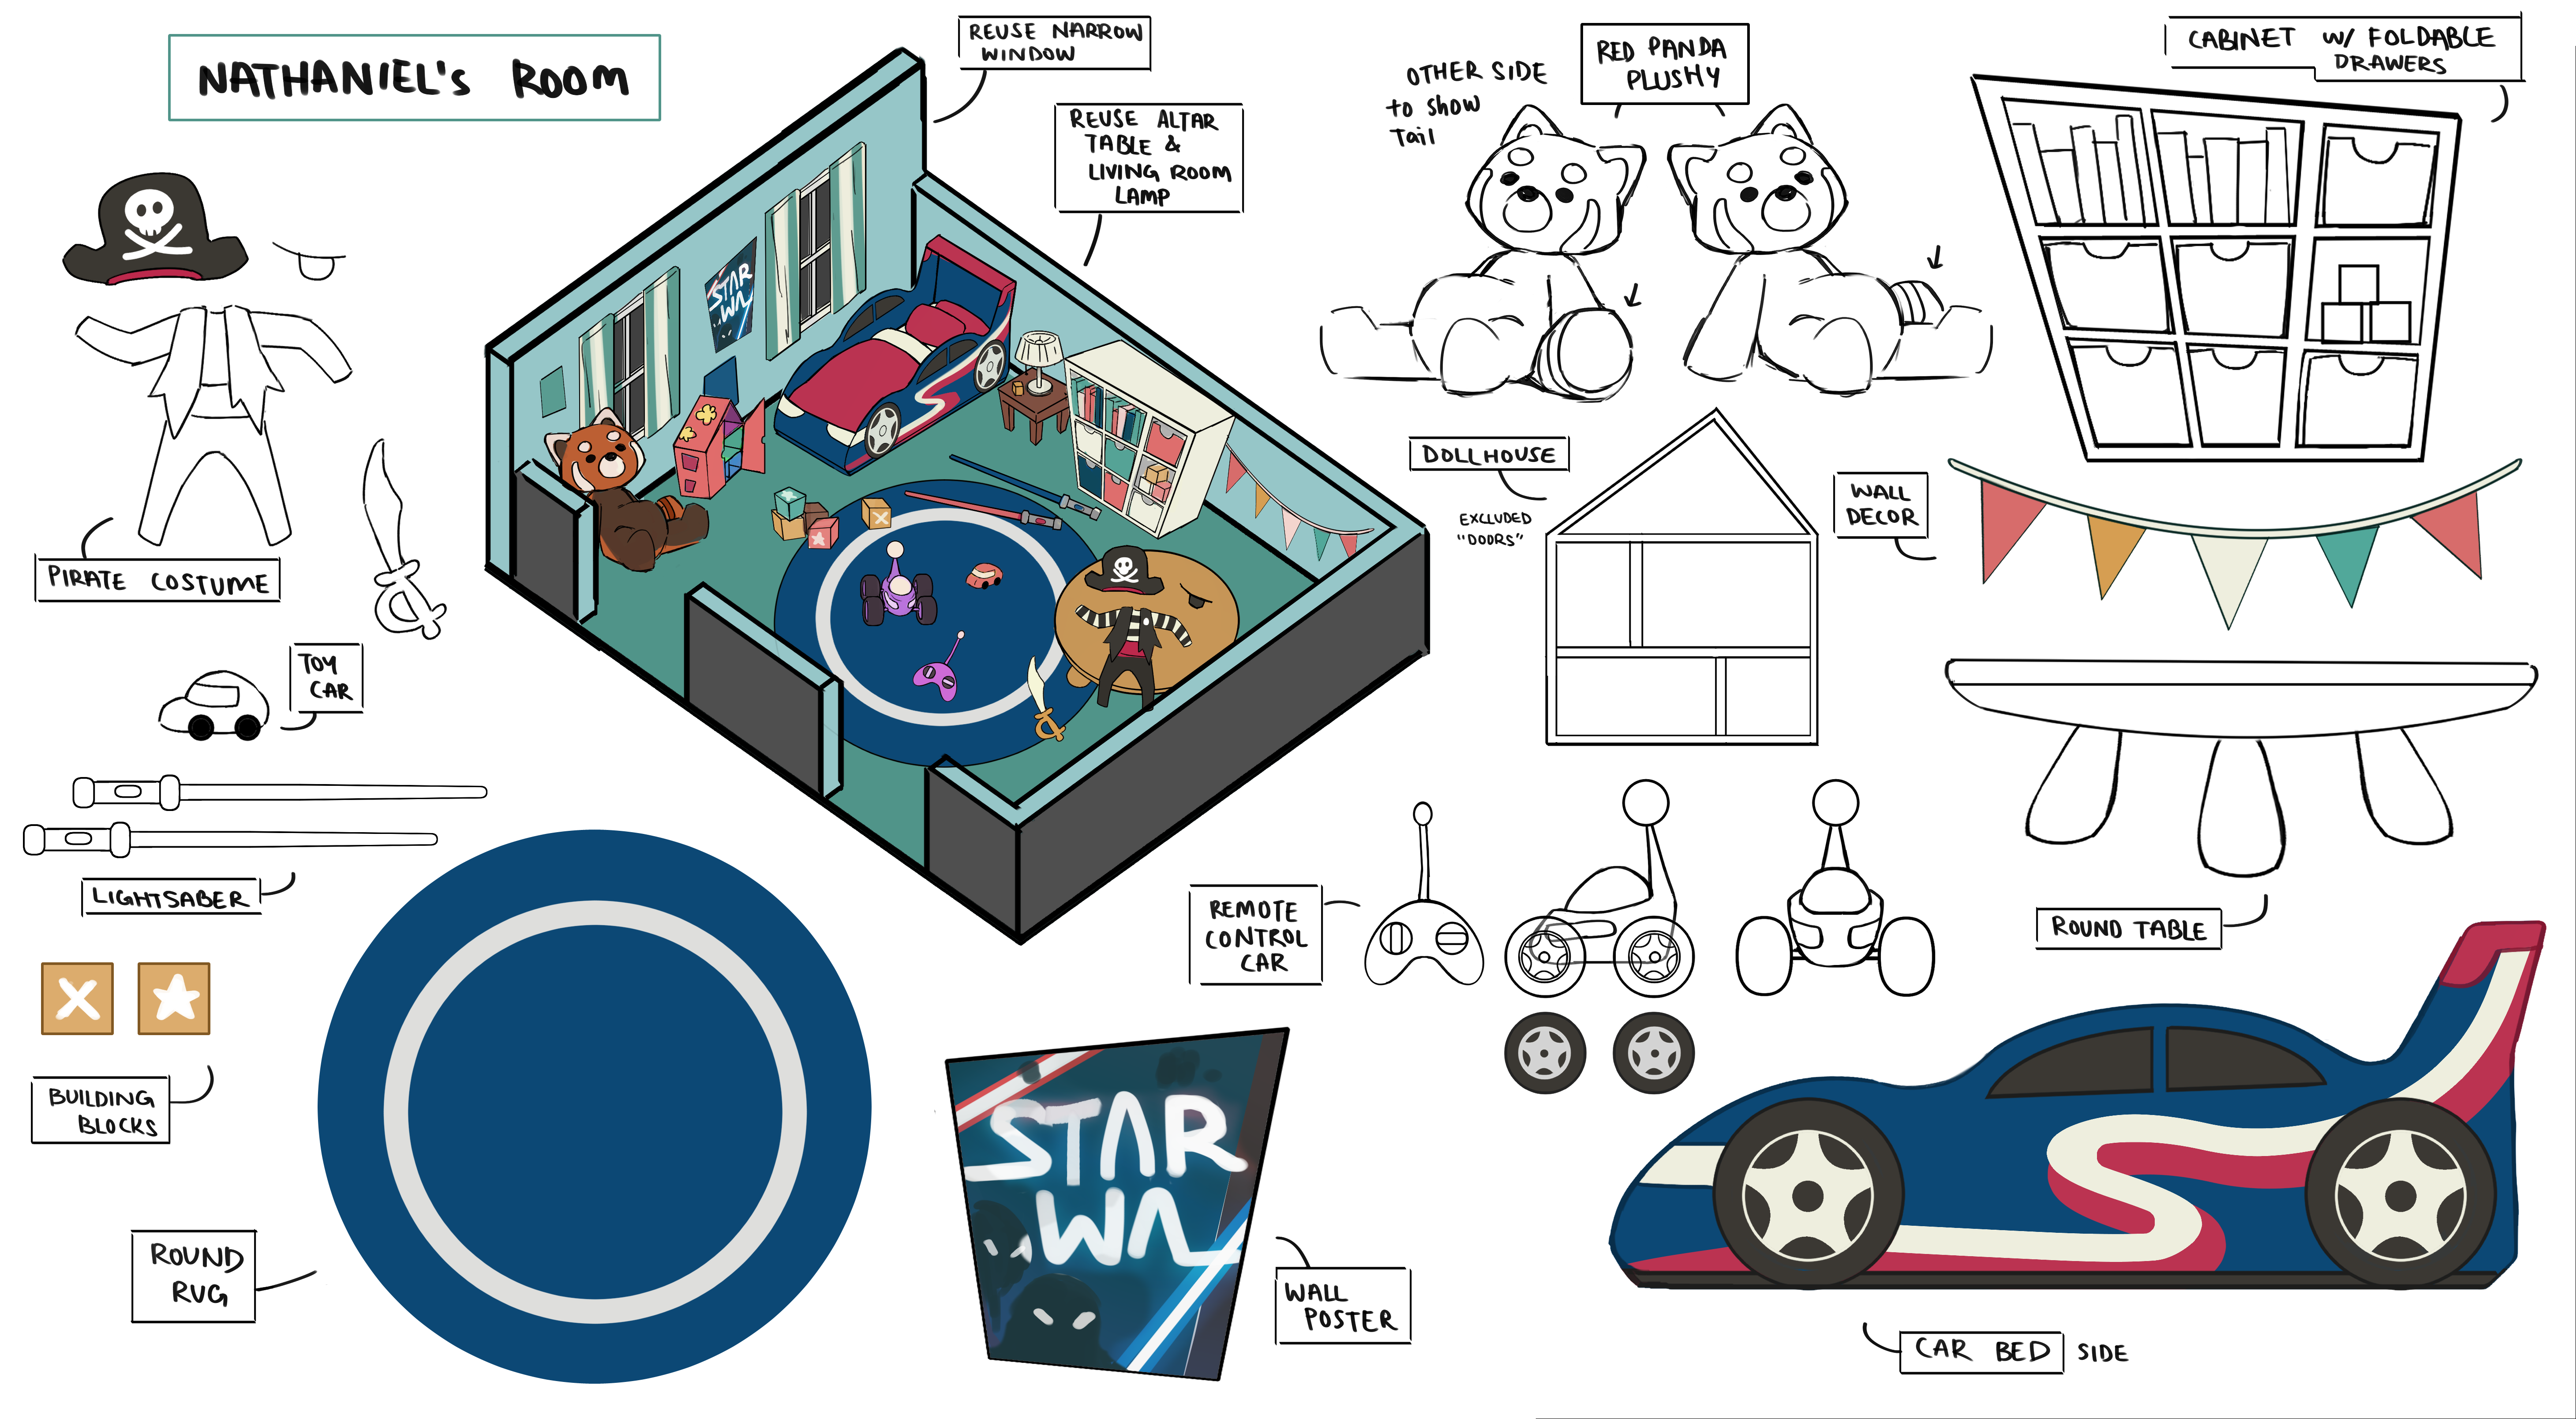 NATHANIEL's ROOM
REUSE NARROW
WINDOW
REUSE ALTAR
TABLE &
LIVING ROOM
LAMP
OTHER SIDE
to show
Tail
RED PANDA
PLUSHY
CABINET W/ FOLDABLE
DRAWERS
STAR
WA
PIRATE COSTUME
DOLLHOUSE
EXCLUDED
"DOORS"
WALL
DECOR
TOY
CAR
LIGHTSABER
REMOTE
CONTROL
CAR
ROUND TABLE
BUILDING
BLOCKS
ROUND
RUG
STAR
WA
WALL
POSTER
CAR BED SIDE